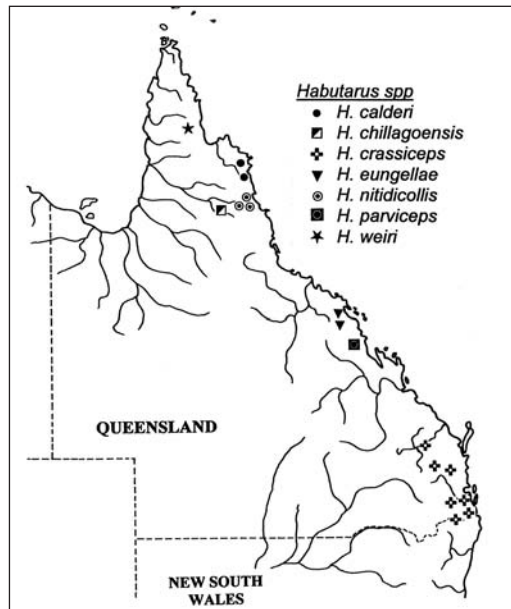 Habutarus spp
H. calderi
H. chillagoensis
H. crassiceps
H. eungellae
H. nitidicollis
H. parviceps
H. weiri
QUEENSLAND
NEW SOUTH
WALES